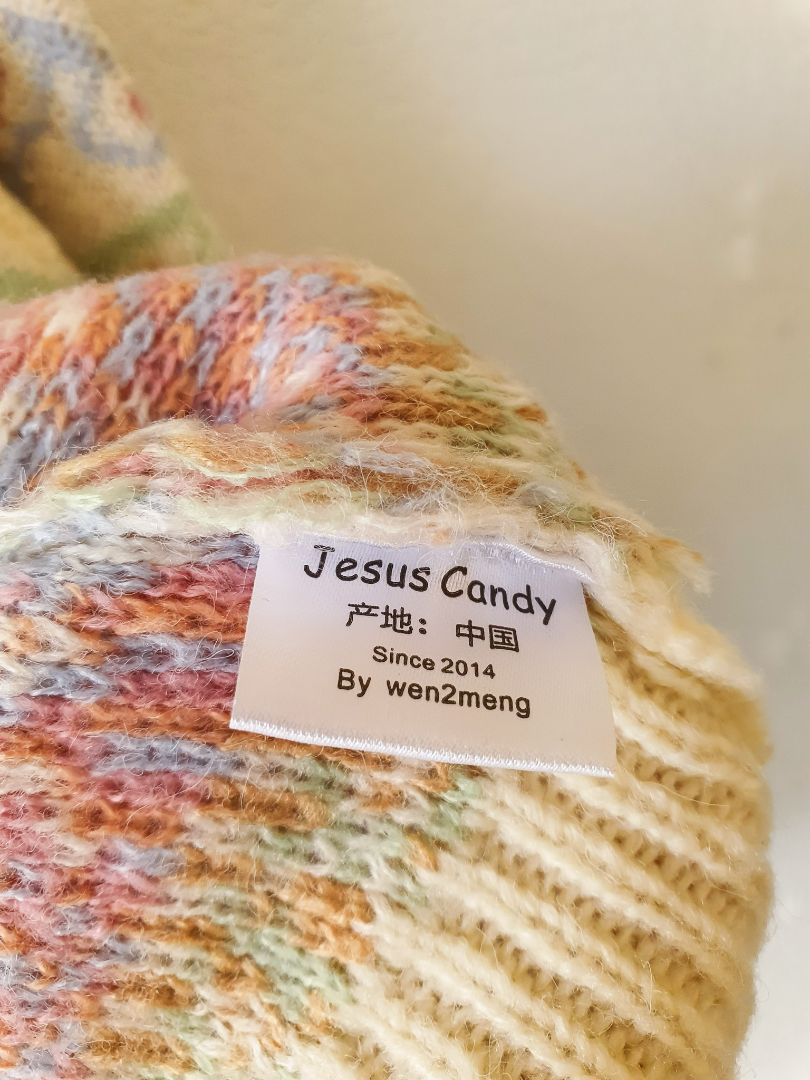 Jesus Candy
产地：中国
Since 2014
By wen2meng